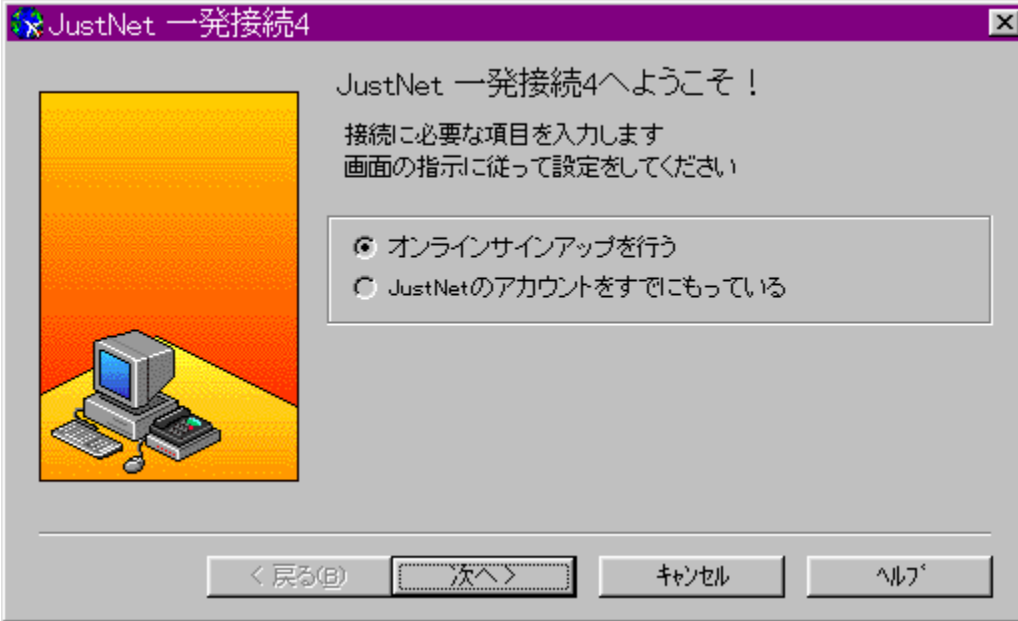 JustNet 一発接続4
JustNet 一発接続4へようこそ！
接続に必要な項目を入力します
画面の指示に従って設定をしてください
オンラインサインアップを行う
JustNetのアカウントをすでにもっている
< 戻る(B)
次へ >
ｷｬﾝｾﾙ
ﾍﾙﾌﾟ